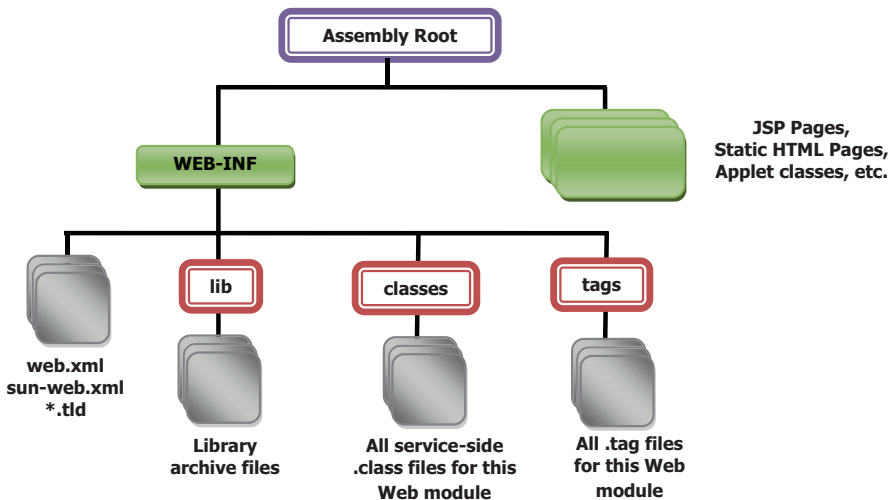 Assembly Root
WEB-INF
JSP Pages,
Static HTML Pages,
Applet classes, etc.
lib
classes
tags
web.xml
sun-web.xml
*.tld
Library
archive files
All service-side
.class files for this
Web module
All .tag files
for this Web
module